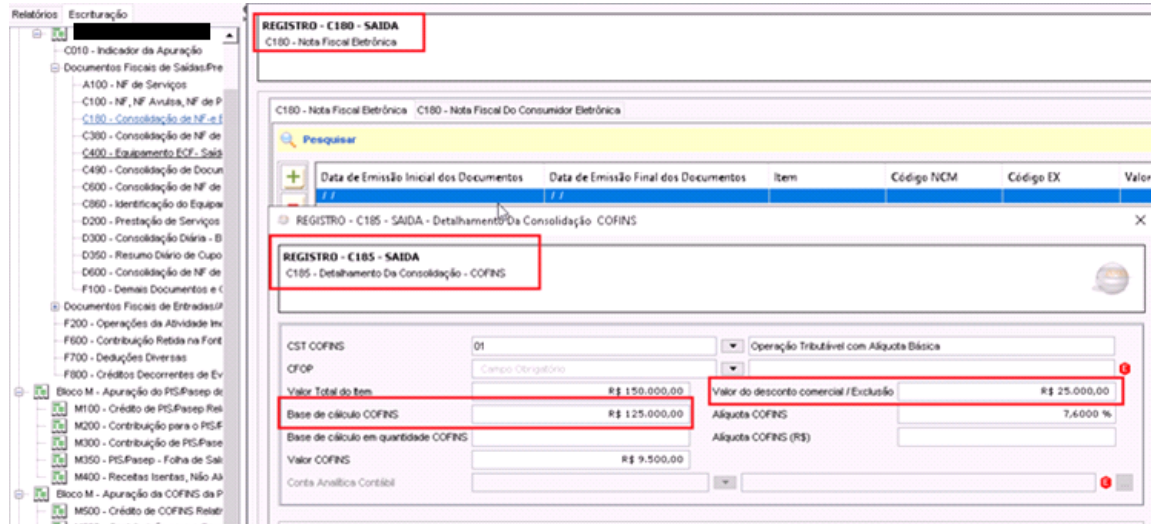 Relatórios Escrituração
C010 - Indicador da Apuração
Documentos Fiscais de Saídas/Pre
A100 - NF de Serviços
C100 - NF, NF Avulsa, NF de P
C180 - Consolidação de NF-e E
C380 - Consolidação de NF de
C400 - Equipamento ECF - Saíd
C490 - Consolidação de Docum
C600 - Consolidação de NF de
C860 - Identificação do Equipa
D200 - Prestação de Serviços
D300 - Consolidação Diária - B
D350 - Resumo Diário de Cupo
D600 - Consolidação de NF de
F100 - Demais Documentos e
Documentos Fiscais de Entradas/A
F200 - Operações da Atividade Imo
F600 - Contribuição Retida na Font
F700 - Deduções Diversas
F800 - Créditos Decorrentes de Ev
Bloco M - Apuração do PIS/Pasep de
M100 - Crédito de PIS/Pasep Rel
M200 - Contribuição para o PIS/F
M300 - Contribuição de PIS/Pase
M350 - PIS/Pasep - Folha de Salá
M400 - Receitas Isentas, Não Al
Bloco M - Apuração da COFINS da P
M500 - Crédito de COFINS Relati
REGISTRO - C180 - SAIDA
C180 - Nota Fiscal Eletrônica
C180 - Nota Fiscal Eletrônica C180 - Nota Fiscal Do Consumidor Eletrônica
Pesquisar
Data de Emissão Inicial dos Documentos Data de Emissão Final dos Documentos Item Código NCM Código EX Valor
/ / / /
REGISTRO - C185 - SAIDA - Detalhamento Da Consolidação COFINS
REGISTRO - C185 - SAIDA
C185 - Detalhamento Da Consolidação - COFINS
CST COFINS 01 Operação Tributável com Alíquota Básica
CFOP Campo Obrigatório
Valor Total do Item R$ 150.000,00 Valor do desconto comercial / Exclusão R$ 25.000,00
Base de cálculo COFINS R$ 125.000,00 Alíquota COFINS 7,6000 %
Base de cálculo em quantidade COFINS Alíquota COFINS (R$)
Valor COFINS R$ 9.500,00
Conta Analítica Contábil